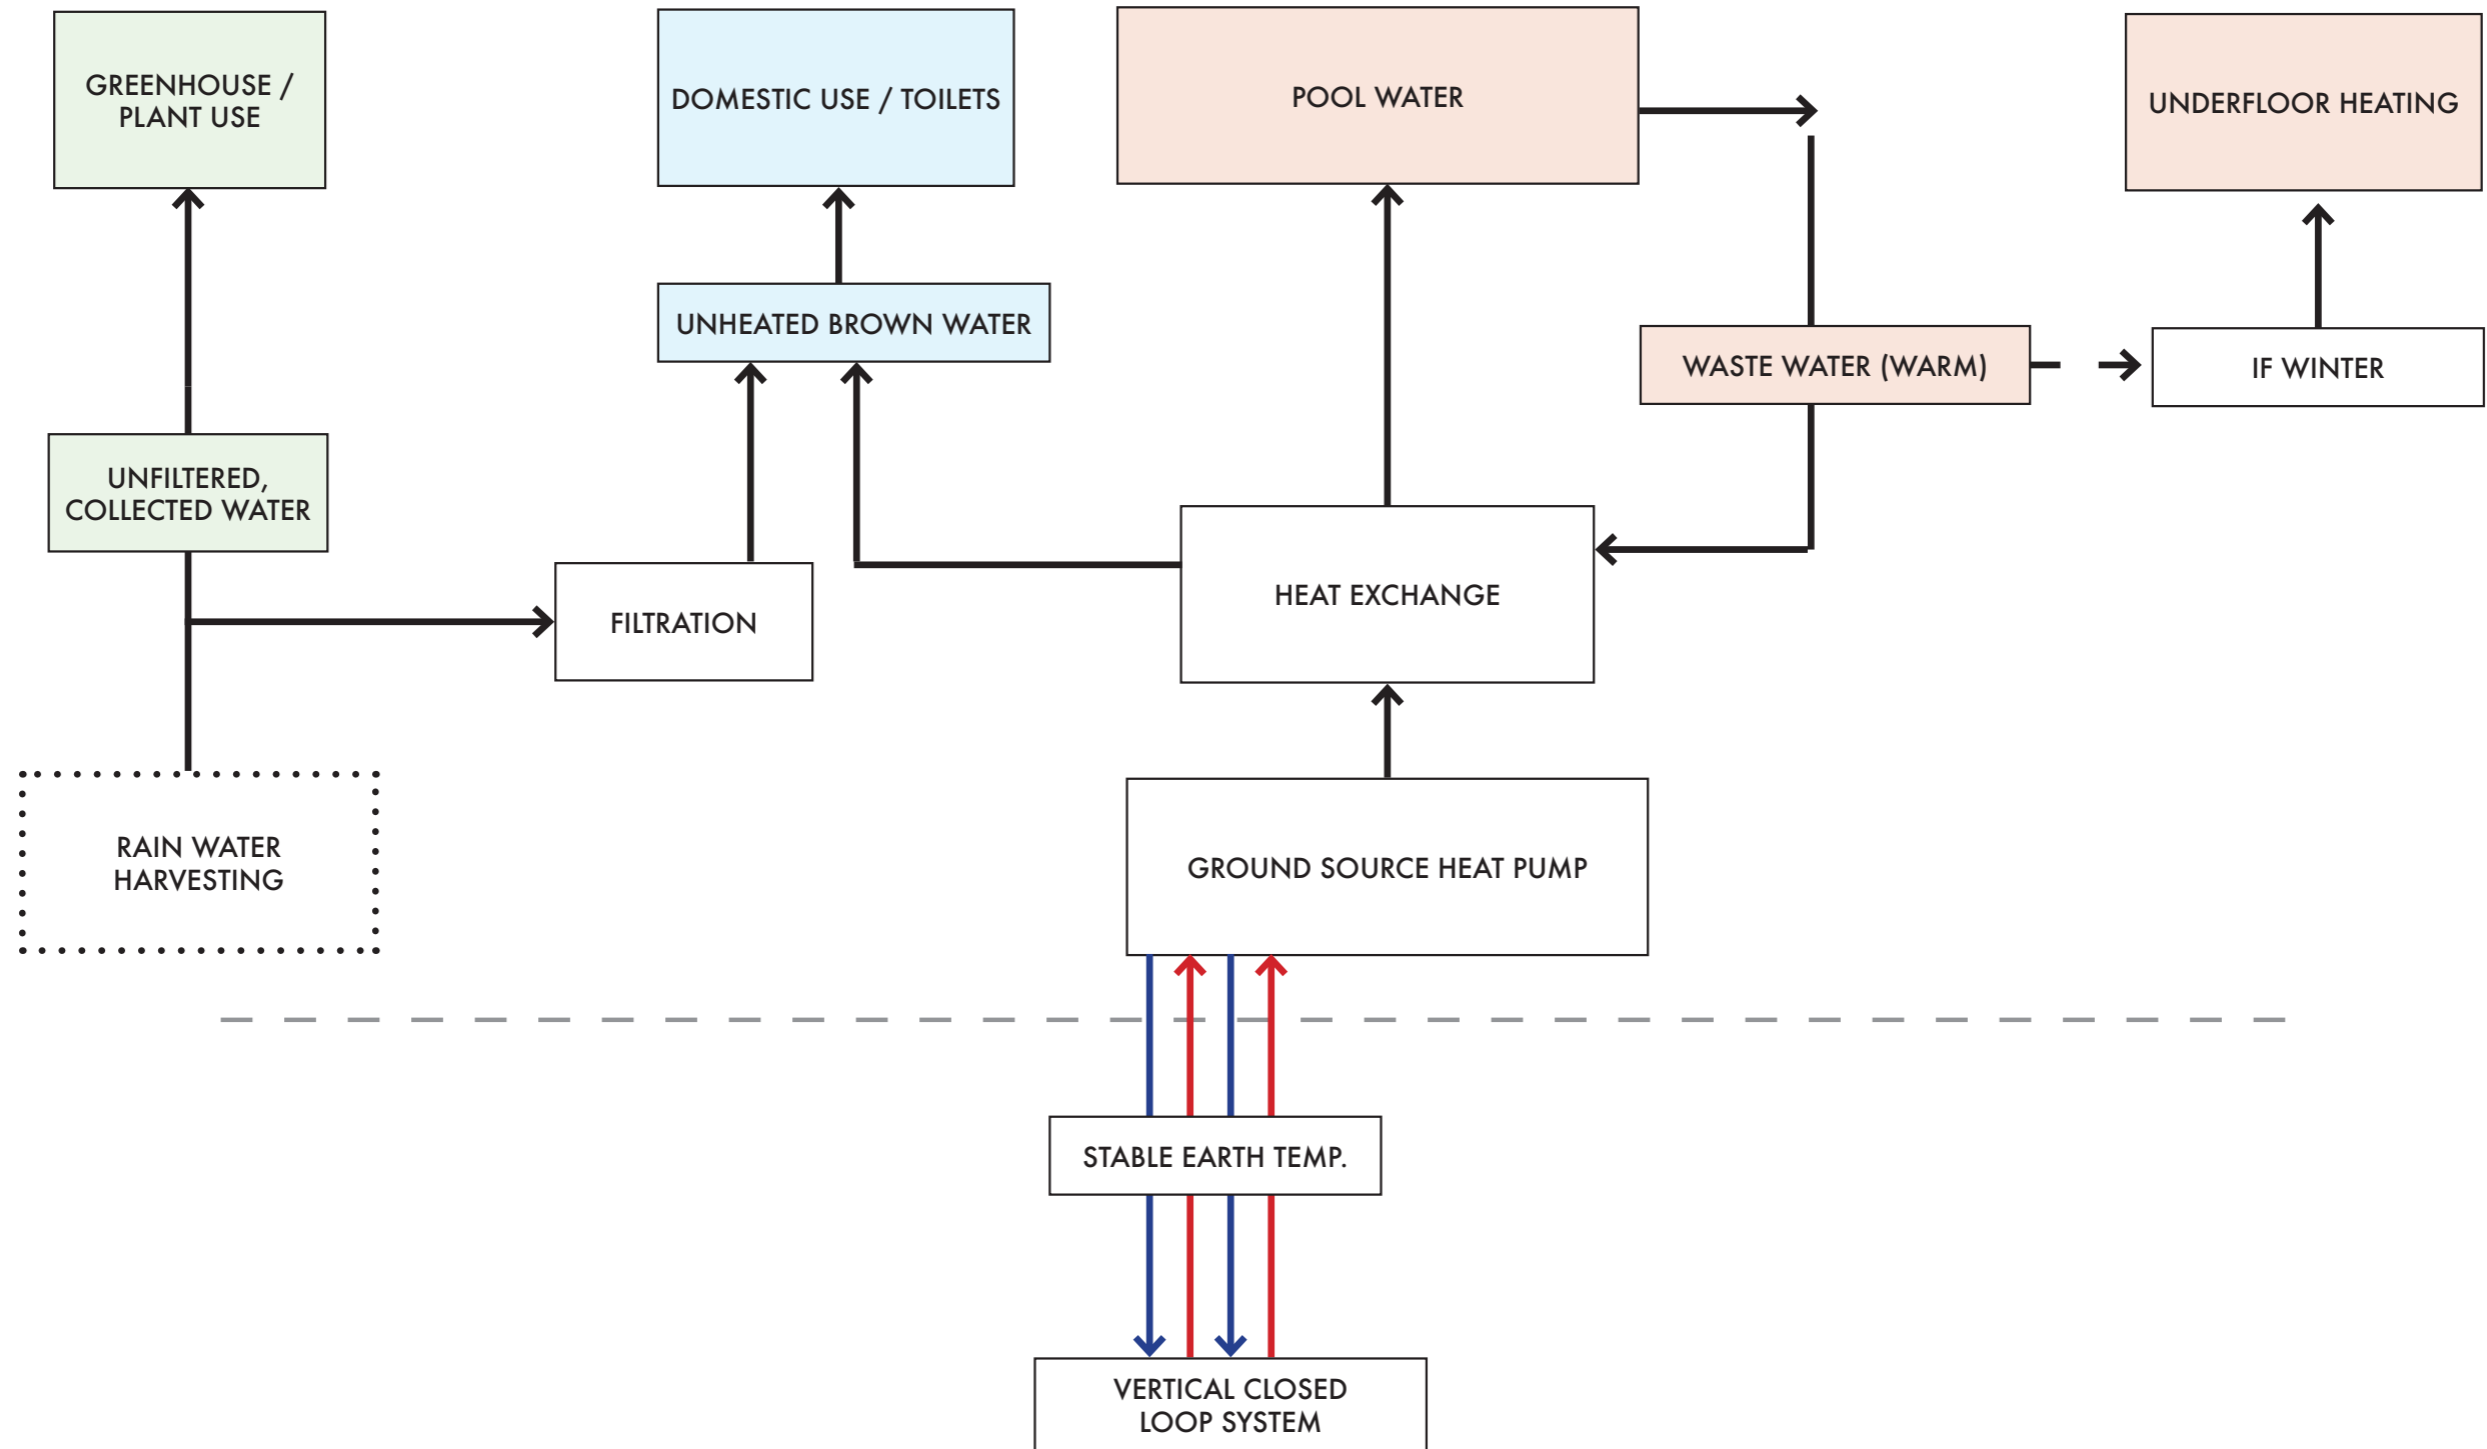 GREENHOUSE /
PLANT USE
DOMESTIC USE / TOILETS
POOL WATER
UNDERFLOOR HEATING
UNHEATED BROWN WATER
WASTE WATER (WARM)
IF WINTER
UNFILTERED,
COLLECTED WATER
FILTRATION
HEAT EXCHANGE
RAIN WATER
HARVESTING
GROUND SOURCE HEAT PUMP
STABLE EARTH TEMP.
VERTICAL CLOSED
LOOP SYSTEM